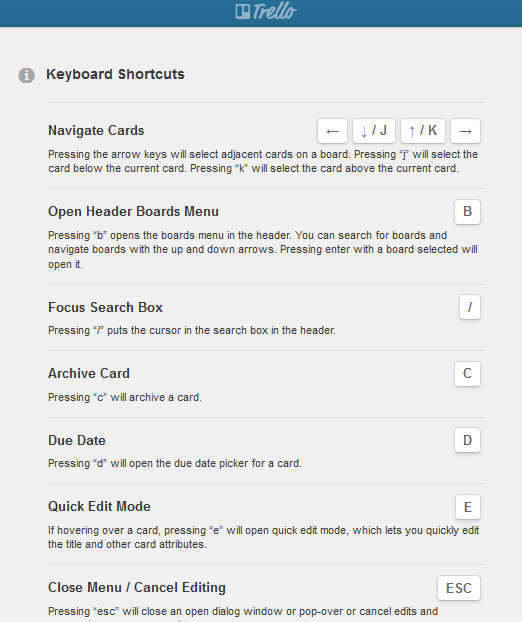 Trello
Keyboard Shortcuts
Navigate Cards ← ↓ / J ↑ / K →
Pressing the arrow keys will select adjacent cards on a board. Pressing “j” will select the
card below the current card. Pressing “k” will select the card above the current card.
Open Header Boards Menu B
Pressing “b” opens the boards menu in the header. You can search for boards and
navigate boards with the up and down arrows. Pressing enter with a board selected will
open it.
Focus Search Box /
Pressing “/” puts the cursor in the search box in the header.
Archive Card C
Pressing “c” will archive a card.
Due Date D
Pressing “d” will open the due date picker for a card.
Quick Edit Mode E
If hovering over a card, pressing “e” will open quick edit mode, which lets you quickly edit
the title and other card attributes.
Close Menu / Cancel Editing ESC
Pressing “esc” will close an open dialog window or pop-over or cancel edits and